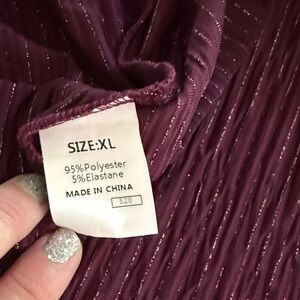 SIZE:XL
95%Polyester
5%Elastane
MADE IN CHINA
528